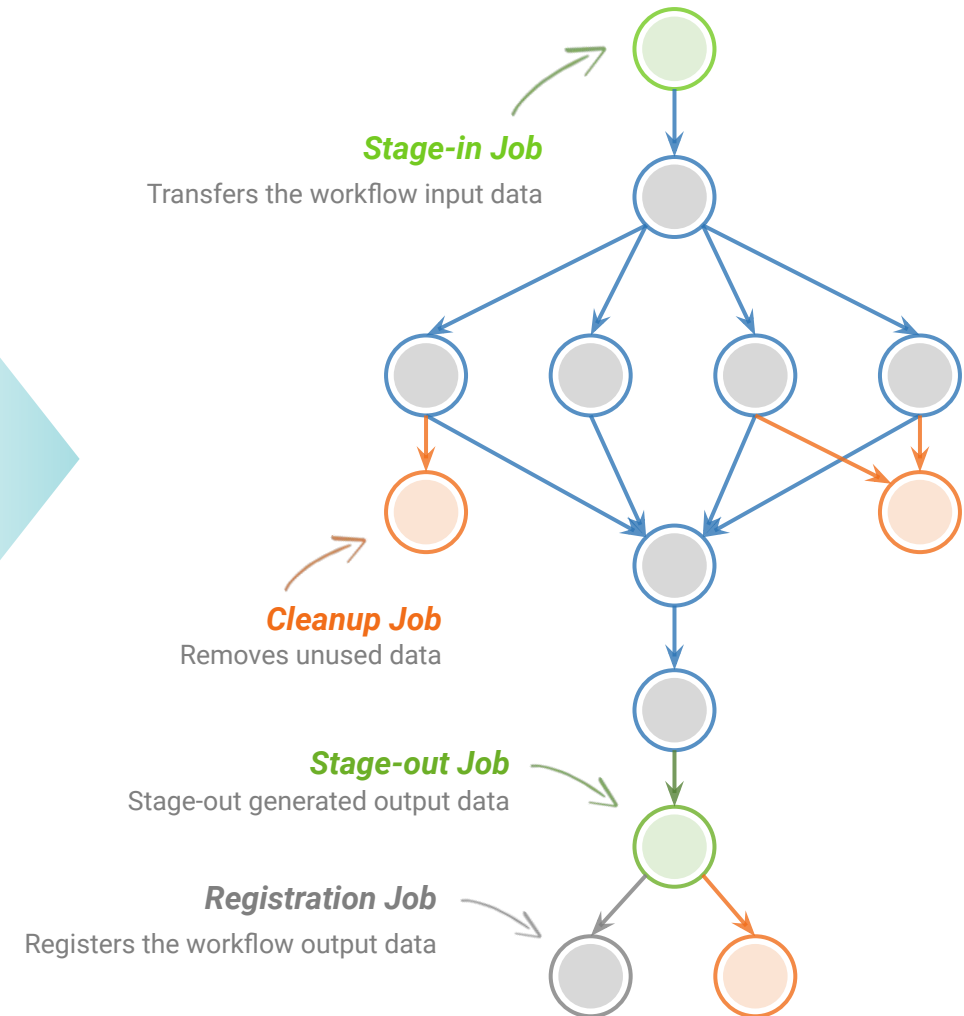 Stage-in Job
Transfers the workflow input data
Cleanup Job
Removes unused data
Stage-out Job
Stage-out generated output data
Registration Job
Registers the workflow output data